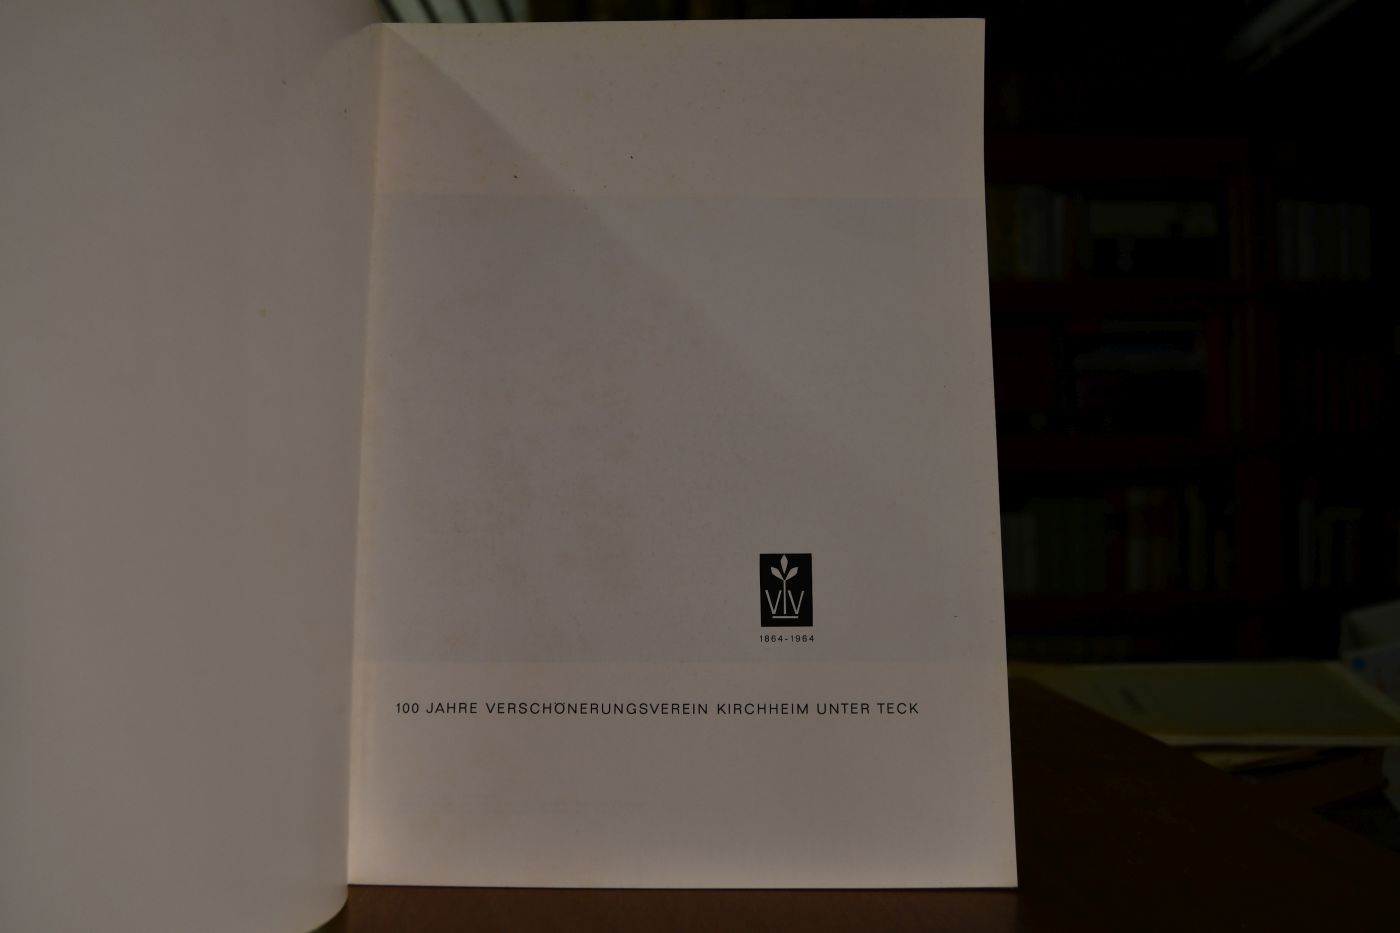 VV
1864-1964
100 JAHRE VERSCHÖNERUNGSVEREIN KIRCHHEIM UNTER TECK